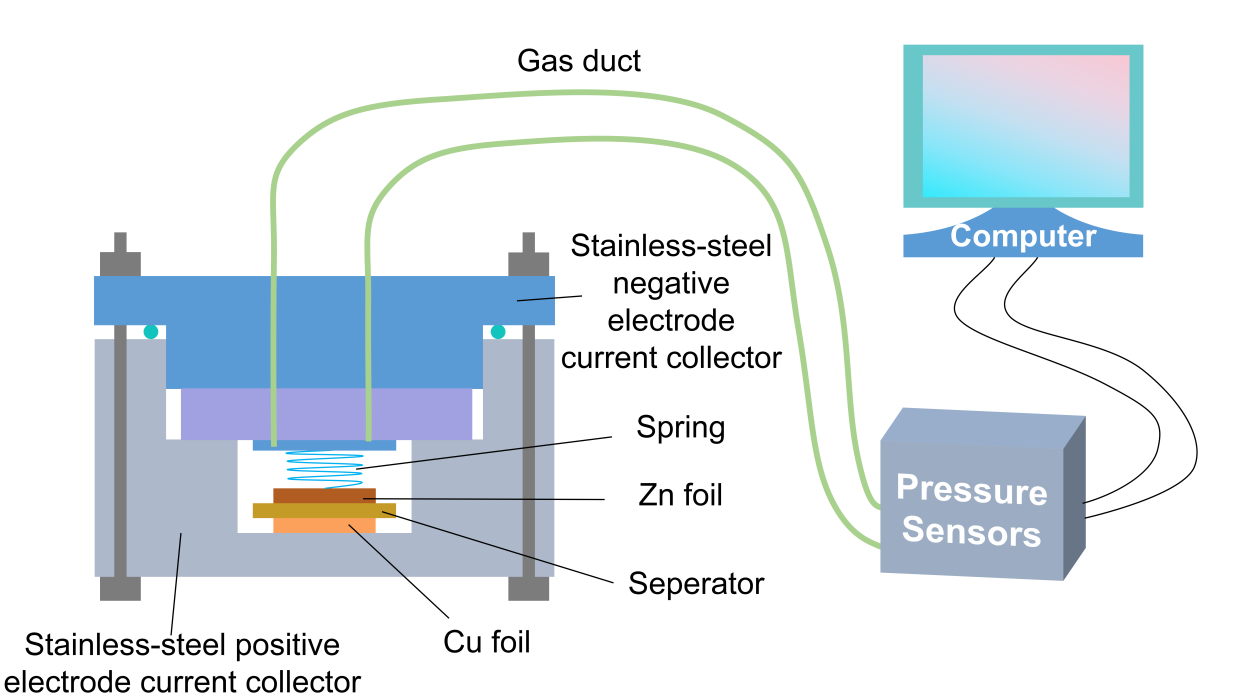 Gas duct
Computer
Stainless-steel
negative
electrode
current collector
Spring
Zn foil
Pressure
Sensors
Seperator
Cu foil
Stainless-steel positive
electrode current collector